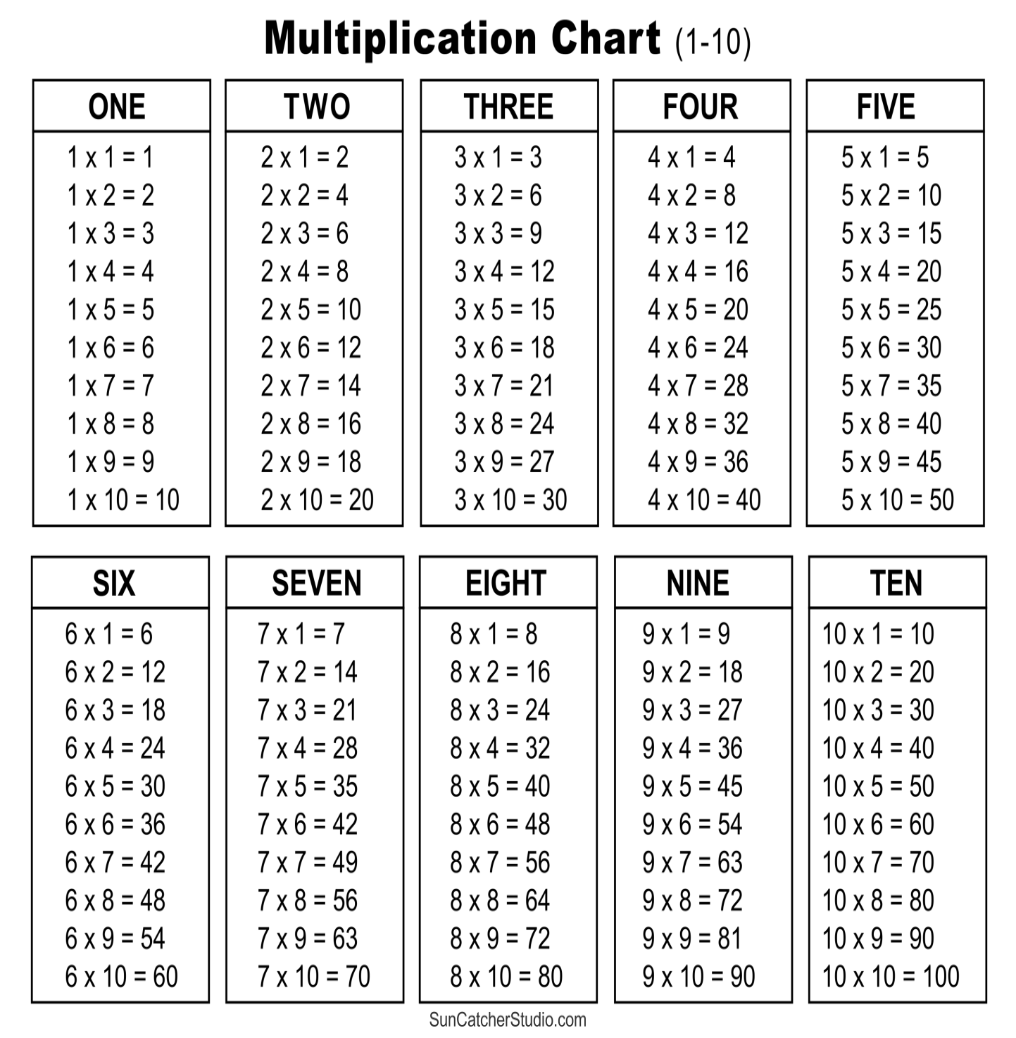 Multiplication Chart (1-10)
ONE
1 x 1 = 1
1 x 2 = 2
1 x 3 = 3
1 x 4 = 4
1 x 5 = 5
1 x 6 = 6
1 x 7 = 7
1 x 8 = 8
1 x 9 = 9
1 x 10 = 10
TWO
2 x 1 = 2
2 x 2 = 4
2 x 3 = 6
2 x 4 = 8
2 x 5 = 10
2 x 6 = 12
2 x 7 = 14
2 x 8 = 16
2 x 9 = 18
2 x 10 = 20
THREE
3 x 1 = 3
3 x 2 = 6
3 x 3 = 9
3 x 4 = 12
3 x 5 = 15
3 x 6 = 18
3 x 7 = 21
3 x 8 = 24
3 x 9 = 27
3 x 10 = 30
FOUR
4 x 1 = 4
4 x 2 = 8
4 x 3 = 12
4 x 4 = 16
4 x 5 = 20
4 x 6 = 24
4 x 7 = 28
4 x 8 = 32
4 x 9 = 36
4 x 10 = 40
FIVE
5 x 1 = 5
5 x 2 = 10
5 x 3 = 15
5 x 4 = 20
5 x 5 = 25
5 x 6 = 30
5 x 7 = 35
5 x 8 = 40
5 x 9 = 45
5 x 10 = 50
SIX
6 x 1 = 6
6 x 2 = 12
6 x 3 = 18
6 x 4 = 24
6 x 5 = 30
6 x 6 = 36
6 x 7 = 42
6 x 8 = 48
6 x 9 = 54
6 x 10 = 60
SEVEN
7 x 1 = 7
7 x 2 = 14
7 x 3 = 21
7 x 4 = 28
7 x 5 = 35
7 x 6 = 42
7 x 7 = 49
7 x 8 = 56
7 x 9 = 63
7 x 10 = 70
EIGHT
8 x 1 = 8
8 x 2 = 16
8 x 3 = 24
8 x 4 = 32
8 x 5 = 40
8 x 6 = 48
8 x 7 = 56
8 x 8 = 64
8 x 9 = 72
8 x 10 = 80
NINE
9 x 1 = 9
9 x 2 = 18
9 x 3 = 27
9 x 4 = 36
9 x 5 = 45
9 x 6 = 54
9 x 7 = 63
9 x 8 = 72
9 x 9 = 81
9 x 10 = 90
TEN
10 x 1 = 10
10 x 2 = 20
10 x 3 = 30
10 x 4 = 40
10 x 5 = 50
10 x 6 = 60
10 x 7 = 70
10 x 8 = 80
10 x 9 = 90
10 x 10 = 100
SunCatcherStudio.com